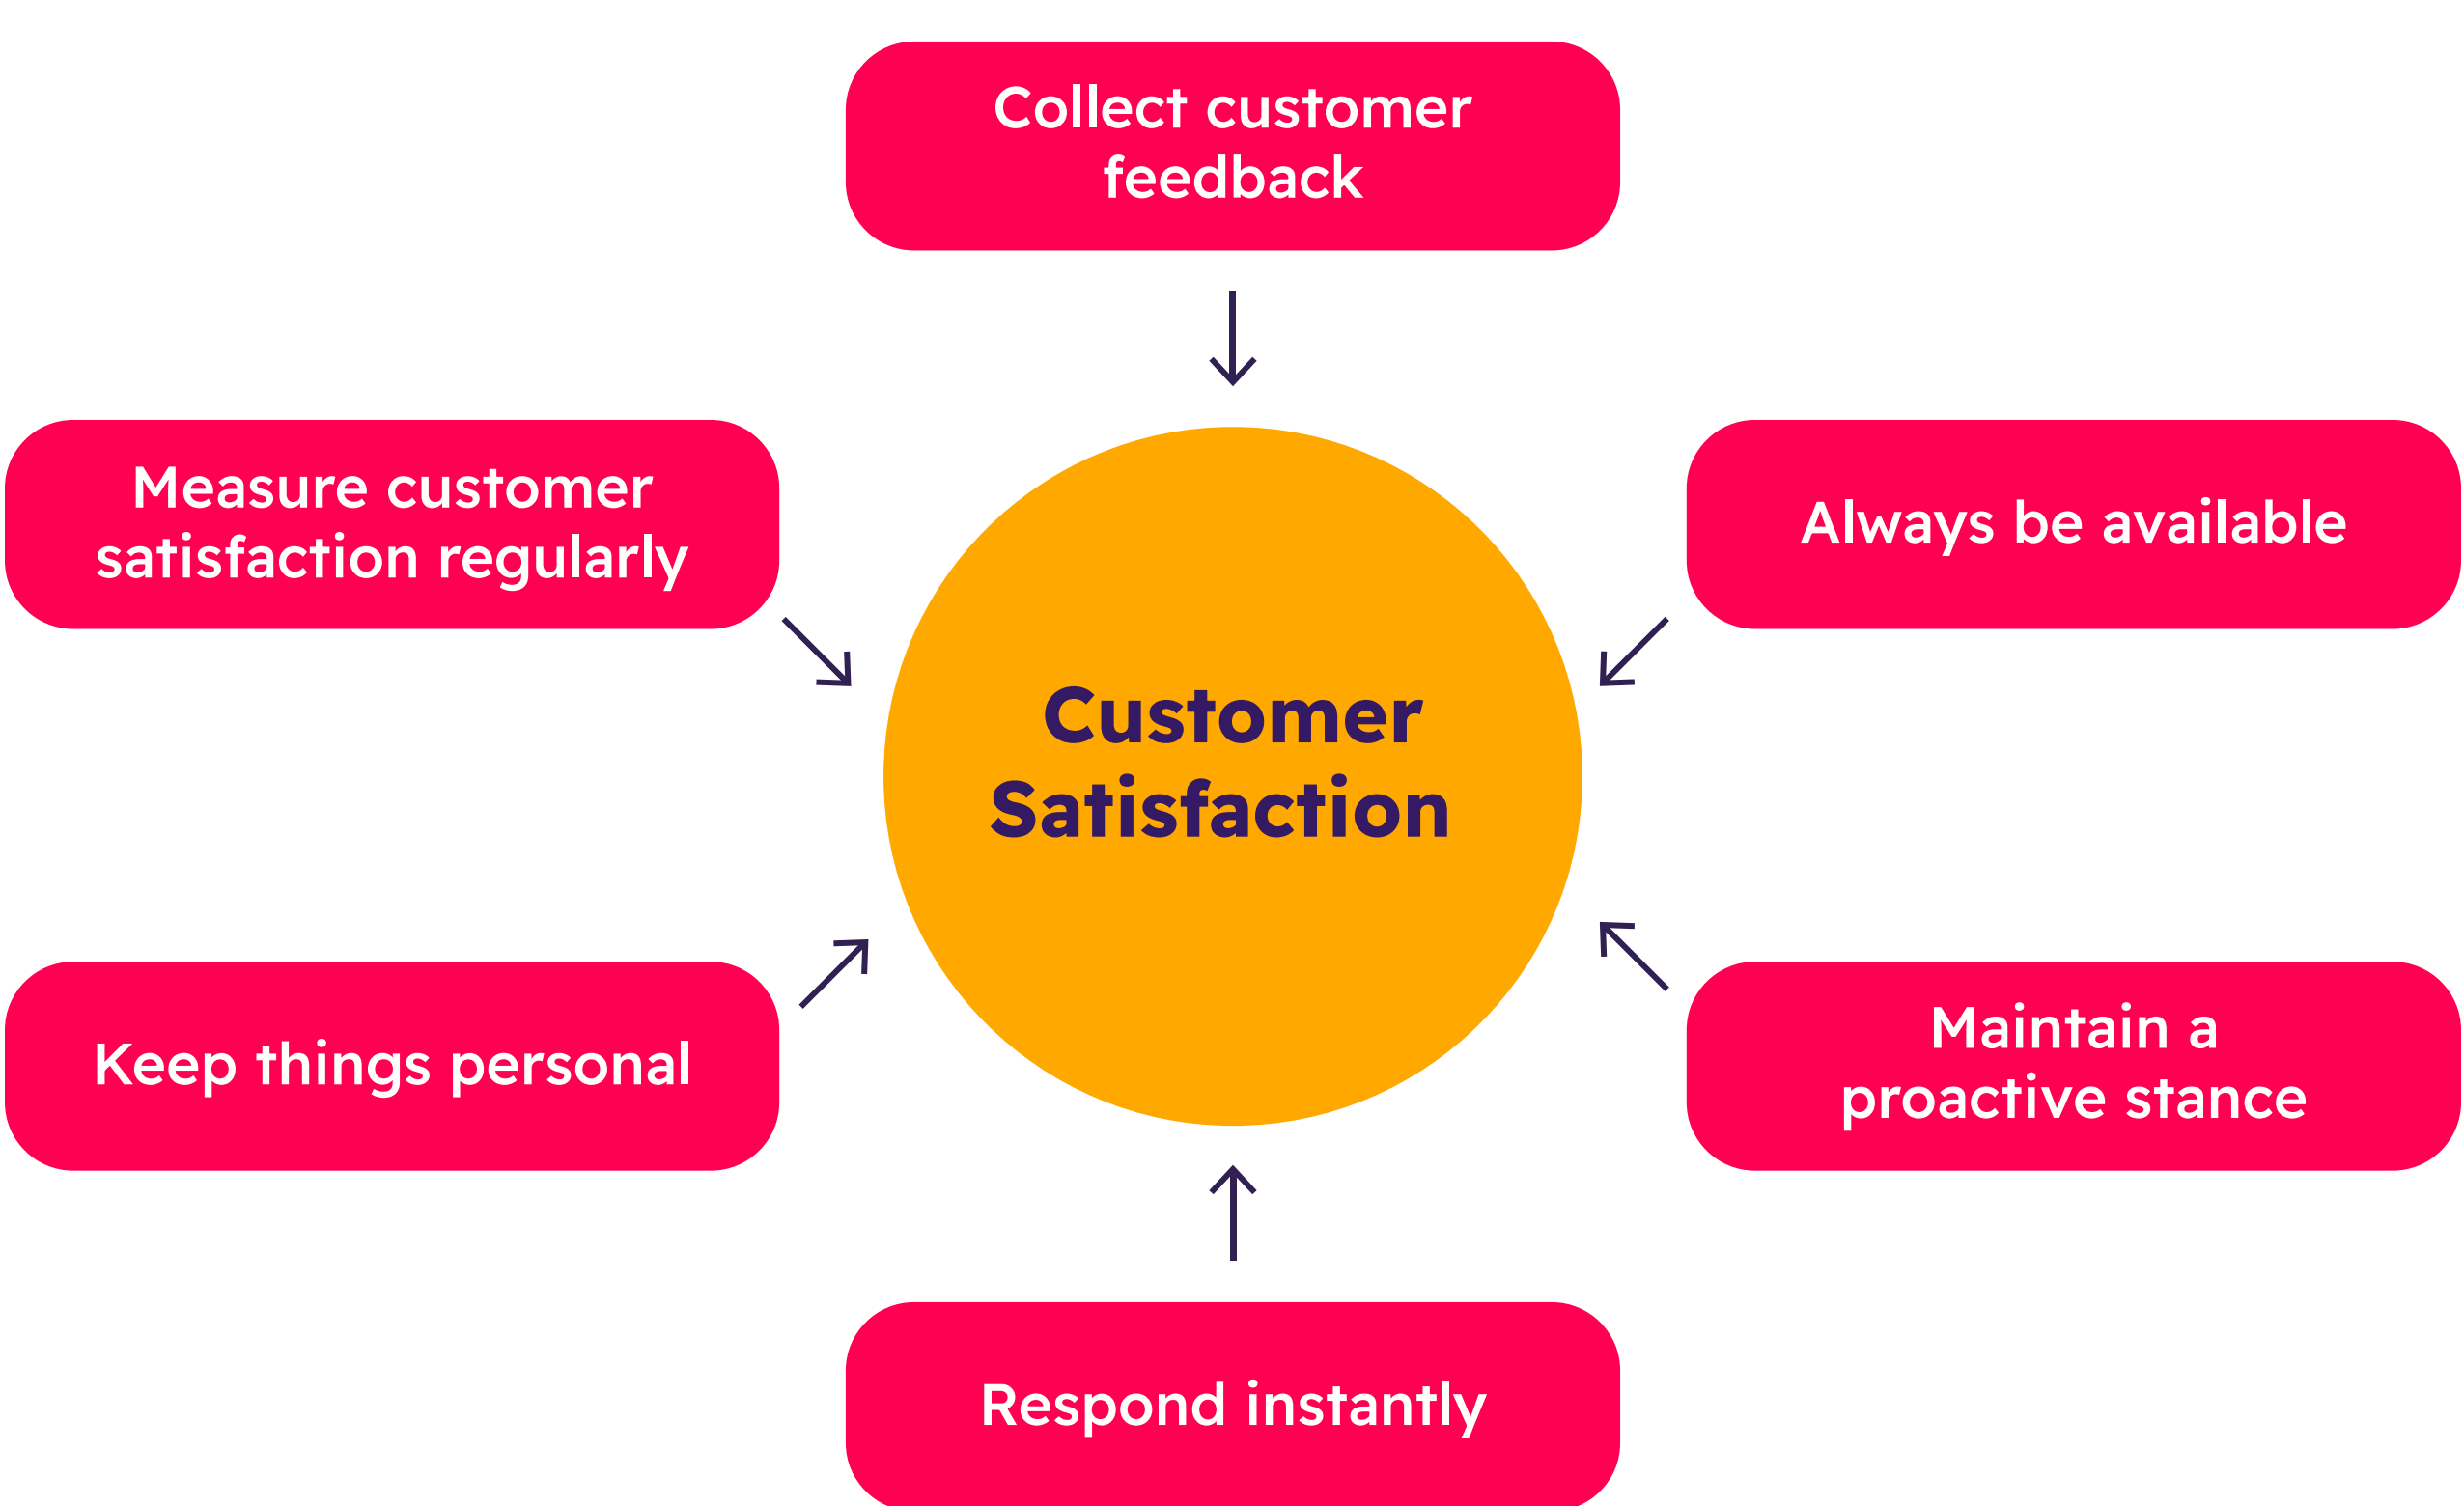 Collect customer
feedback
Measure customer
satisfaction regularly
Always be available
Customer
Satisfaction
Keep things personal
Maintain a
proactive stance
Respond instantly